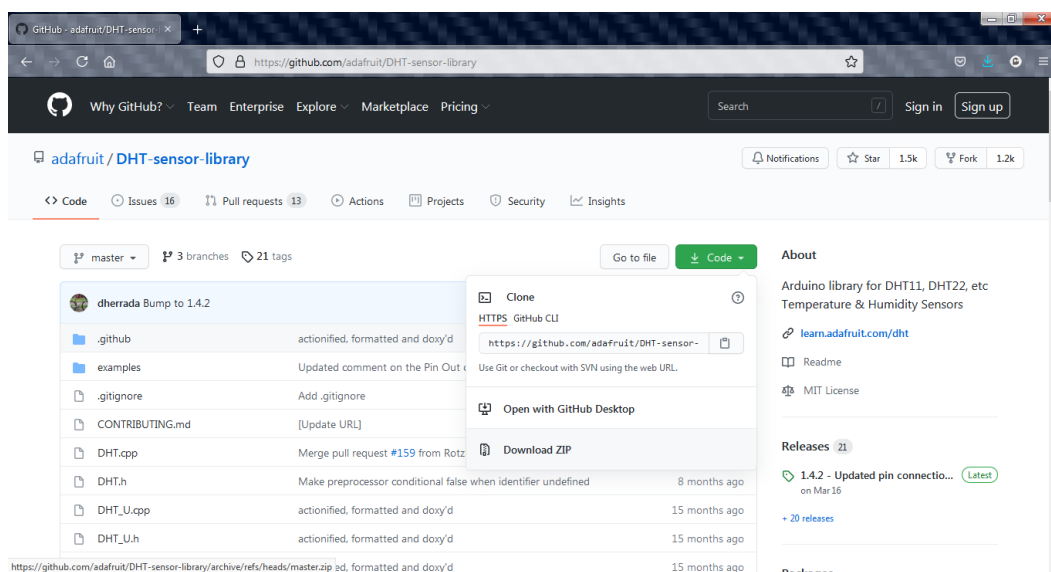 GitHub - adafruit/DHT-sensor-l
https://github.com/adafruit/DHT-sensor-library
Why GitHub? Team Enterprise Explore Marketplace Pricing Search / Sign in Sign up
adafruit / DHT-sensor-library Notifications Star 1.5k Fork 1.2k
Code Issues 16 Pull requests 13 Actions Projects Security Insights
master 3 branches 21 tags Go to file Code
About
Arduino library for DHT11, DHT22, etc
Temperature & Humidity Sensors
learn.adafruit.com/dht
Readme
MIT License
Releases 21
1.4.2 - Updated pin connectio... Latest
on Mar 16
+ 20 releases
dherrada Bump to 1.4.2
.github actionified, formatted and doxy'd
examples Updated comment on the Pin Out
.gitignore Add .gitignore
CONTRIBUTING.md [Update URL]
DHT.cpp Merge pull request #159 from Rotz
DHT.h Make preprocessor conditional false when identifier undefined 8 months ago
DHT_U.cpp actionified, formatted and doxy'd 15 months ago
DHT_U.h actionified, formatted and doxy'd 15 months ago
ed, formatted and doxy'd 15 months ago
Clone
HTTPS GitHub CLI
https://github.com/adafruit/DHT-sensor-
Use Git or checkout with SVN using the web URL.
Open with GitHub Desktop
Download ZIP
https://github.com/adafruit/DHT-sensor-library/archive/refs/heads/master.zip